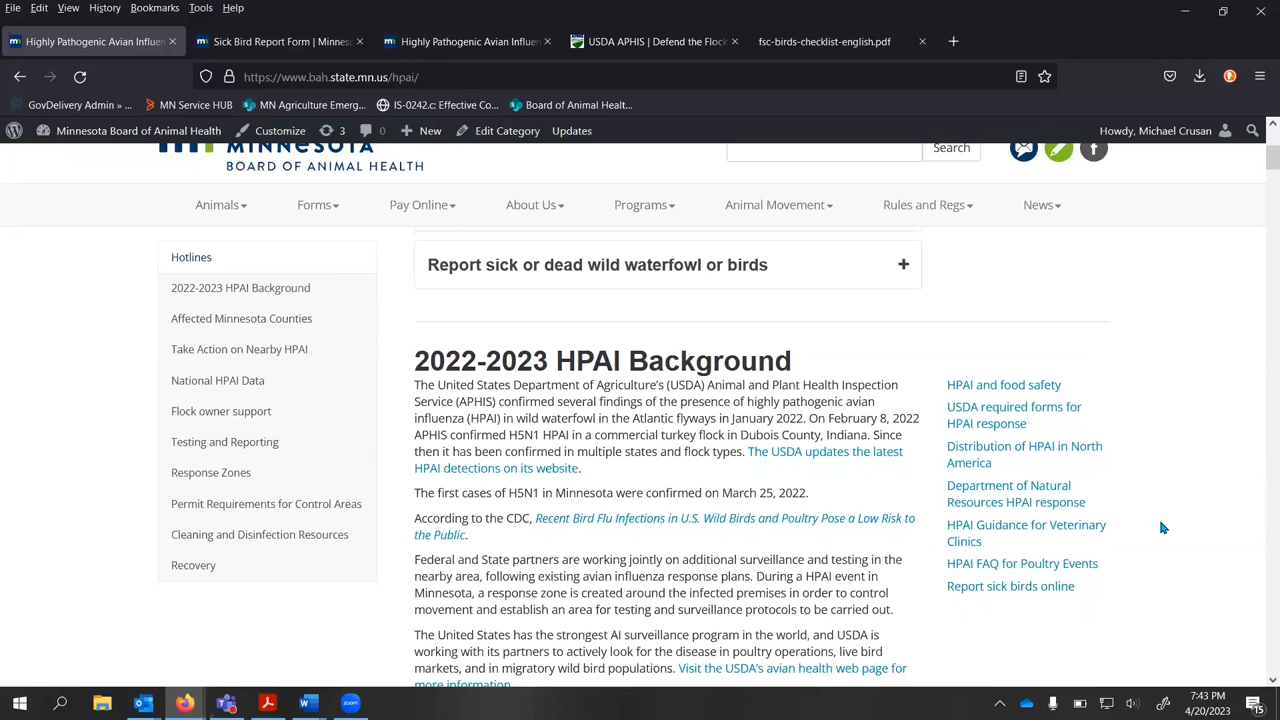 File Edit View History Bookmarks Tools Help
Highly Pathogenic Avian Influen
Sick Bird Report Form | Minnes
Highly Pathogenic Avian Influen
USDA APHIS | Defend the Flock
fsc-birds-checklist-english.pdf
https://www.bah.state.mn.us/hpai/
GovDelivery Admin » ...
MN Service HUB
MN Agriculture Emerg...
IS-0242.c: Effective Co...
Board of Animal Healt...
Minnesota Board of Animal Health
Customize
3
0
New
Edit Category
Updates
Howdy, Michael Crusan
MINNESOTA
BOARD OF ANIMAL HEALTH
Search
Animals
Forms
Pay Online
About Us
Programs
Animal Movement
Rules and Regs
News
Hotlines
2022-2023 HPAI Background
Affected Minnesota Counties
Take Action on Nearby HPAI
National HPAI Data
Flock owner support
Testing and Reporting
Response Zones
Permit Requirements for Control Areas
Cleaning and Disinfection Resources
Recovery
Report sick or dead wild waterfowl or birds
2022-2023 HPAI Background
The United States Department of Agriculture's (USDA) Animal and Plant Health Inspection
Service (APHIS) confirmed several findings of the presence of highly pathogenic avian
influenza (HPAI) in wild waterfowl in the Atlantic flyways in January 2022. On February 8, 2022
APHIS confirmed H5N1 HPAI in a commercial turkey flock in Dubois County, Indiana. Since
then it has been confirmed in multiple states and flock types. The USDA updates the latest
HPAI detections on its website.
The first cases of H5N1 in Minnesota were confirmed on March 25, 2022.
According to the CDC, Recent Bird Flu Infections in U.S. Wild Birds and Poultry Pose a Low Risk to
the Public.
Federal and State partners are working jointly on additional surveillance and testing in the
nearby area, following existing avian influenza response plans. During a HPAI event in
Minnesota, a response zone is created around the infected premises in order to control
movement and establish an area for testing and surveillance protocols to be carried out.
The United States has the strongest AI surveillance program in the world, and USDA is
working with its partners to actively look for the disease in poultry operations, live bird
markets, and in migratory wild bird populations. Visit the USDA's avian health web page for
more information
HPAI and food safety
USDA required forms for
HPAI response
Distribution of HPAI in North
America
Department of Natural
Resources HPAI response
HPAI Guidance for Veterinary
Clinics
HPAI FAQ for Poultry Events
Report sick birds online
zoom
7:43 PM
4/20/2023
15